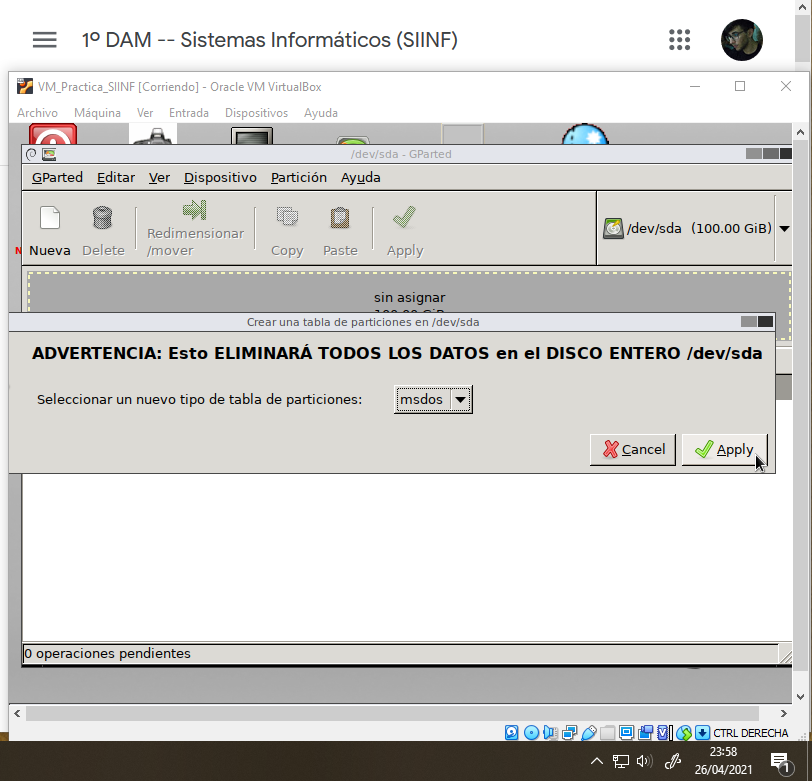 1º DAM -- Sistemas Informáticos (SIINF)
VM_Practica_SIINF [Corriendo] - Oracle VM VirtualBox
Archivo Máquina Ver Entrada Dispositivos Ayuda
/dev/sda - GParted
GParted Editar Ver Dispositivo Partición Ayuda
Nueva Delete Redimensionar
/mover Copy Paste Apply
/dev/sda (100.00 GiB)
sin asignar
Crear una tabla de particiones en /dev/sda
ADVERTENCIA: Esto ELIMINARÁ TODOS LOS DATOS en el DISCO ENTERO /dev/sda
Seleccionar un nuevo tipo de tabla de particiones: msdos
Cancel Apply
0 operaciones pendientes
CTRL DERECHA
23:58
26/04/2021
1